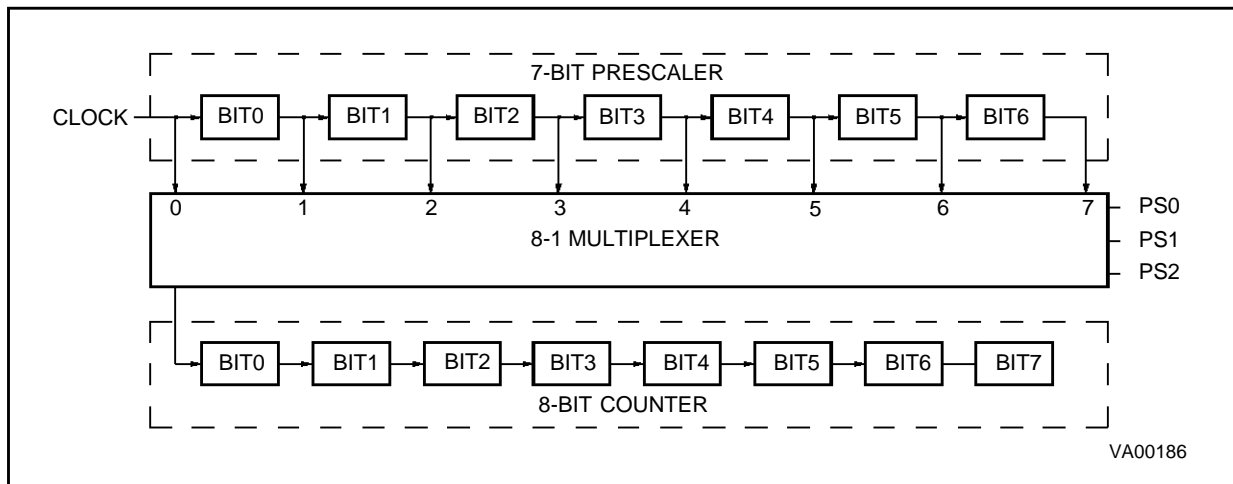 7-BIT PRESCALER
CLOCK BIT0 BIT1 BIT2 BIT3 BIT4 BIT5 BIT6
0 1 2 3 4 5 6 7 PS0
8-1 MULTIPLEXER PS1
PS2
BIT0 BIT1 BIT2 BIT3 BIT4 BIT5 BIT6 BIT7
8-BIT COUNTER
VA00186